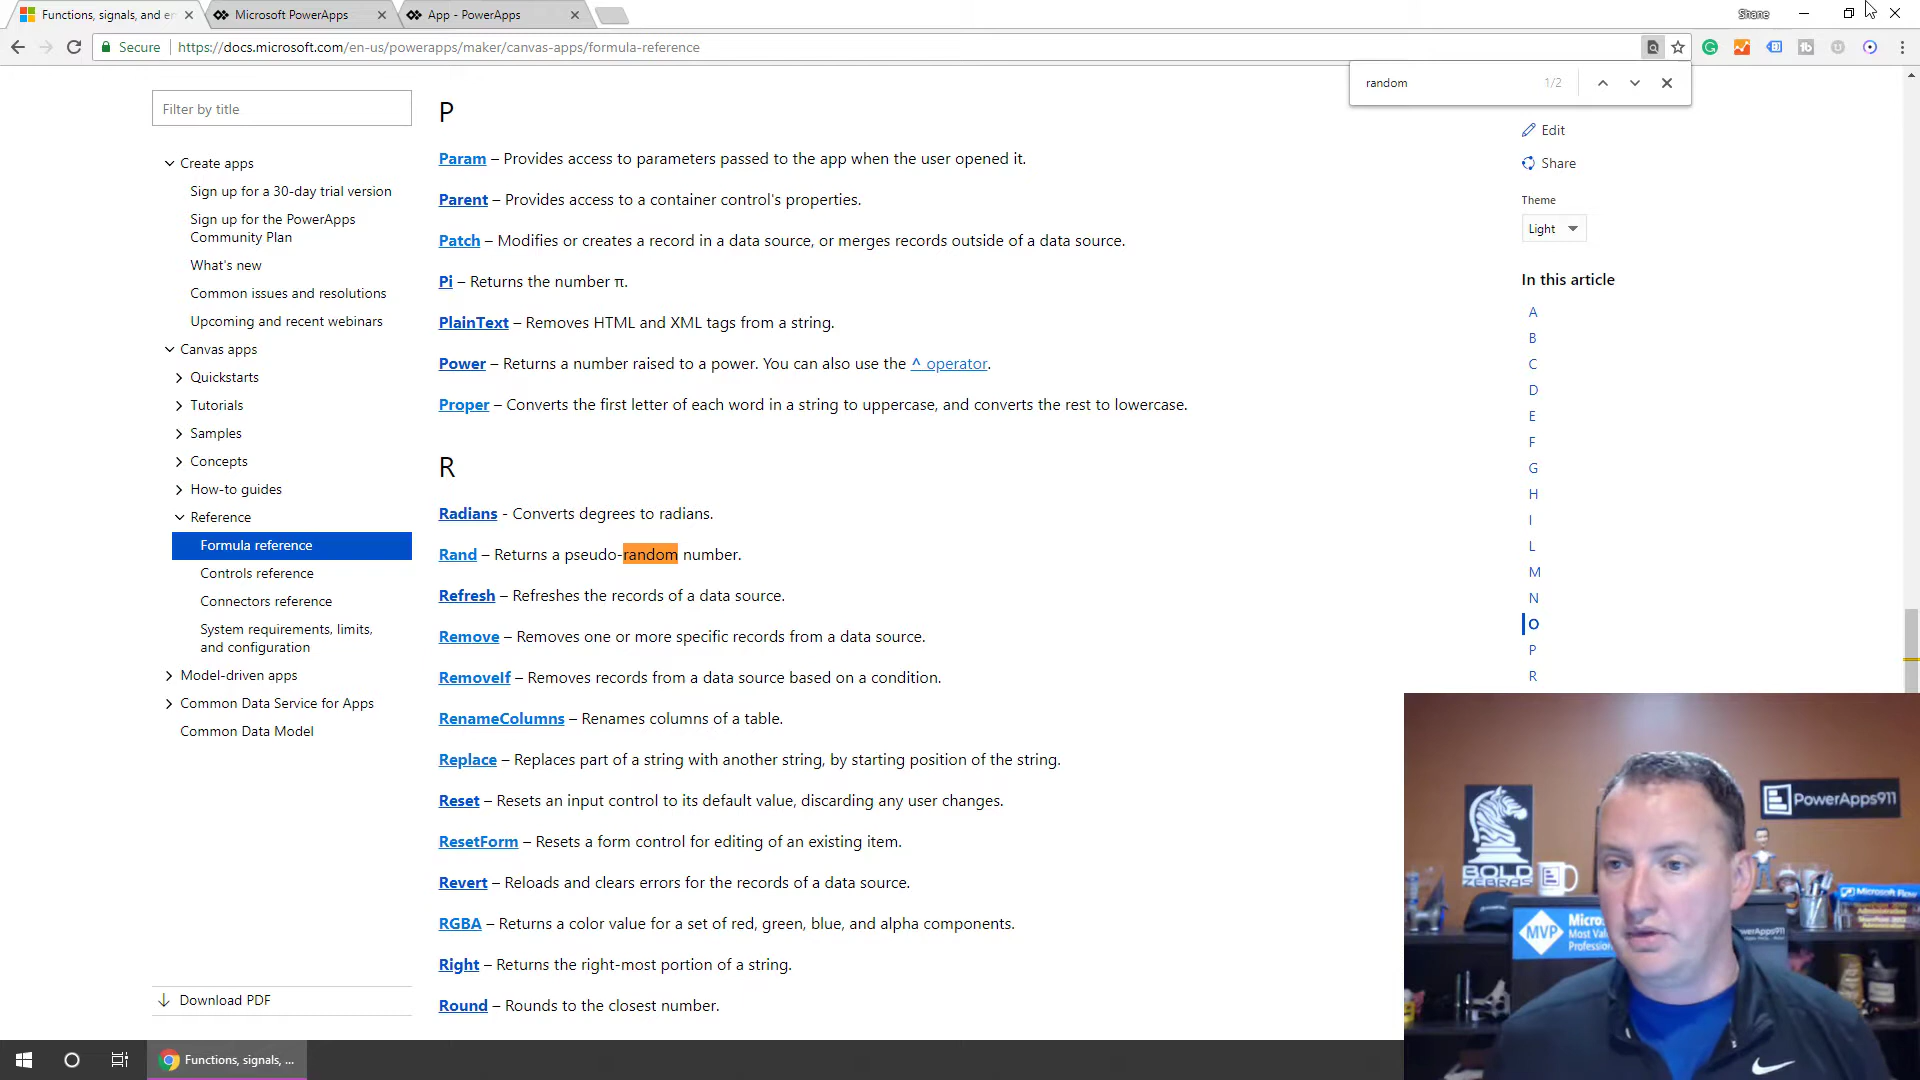 Functions, signals, and en
Microsoft PowerApps
App - PowerApps
Shane
Secure
https://docs.microsoft.com/en-us/powerapps/maker/canvas-apps/formula-reference
random
1/2
Filter by title
Create apps
Sign up for a 30-day trial version
Sign up for the PowerApps
Community Plan
What's new
Common issues and resolutions
Upcoming and recent webinars
Canvas apps
Quickstarts
Tutorials
Samples
Concepts
How-to guides
Reference
Formula reference
Controls reference
Connectors reference
System requirements, limits,
and configuration
Model-driven apps
Common Data Service for Apps
Common Data Model
Download PDF
P
Param – Provides access to parameters passed to the app when the user opened it.
Parent – Provides access to a container control's properties.
Patch – Modifies or creates a record in a data source, or merges records outside of a data source.
Pi – Returns the number π.
PlainText – Removes HTML and XML tags from a string.
Power – Returns a number raised to a power. You can also use the ^ operator.
Proper – Converts the first letter of each word in a string to uppercase, and converts the rest to lowercase.
R
Radians - Converts degrees to radians.
Rand – Returns a pseudo-random number.
Refresh – Refreshes the records of a data source.
Remove – Removes one or more specific records from a data source.
RemoveIf – Removes records from a data source based on a condition.
RenameColumns – Renames columns of a table.
Replace – Replaces part of a string with another string, by starting position of the string.
Reset – Resets an input control to its default value, discarding any user changes.
ResetForm – Resets a form control for editing of an existing item.
Revert – Reloads and clears errors for the records of a data source.
RGBA – Returns a color value for a set of red, green, blue, and alpha components.
Right – Returns the right-most portion of a string.
Round – Rounds to the closest number.
Edit
Share
Theme
Light
In this article
A
B
C
D
E
F
G
H
I
L
M
N
O
P
R
PowerApps911
BOLD
ZEBRAS
Microsoft Flow
MVP
Micros
Most Val
Profession
Functions, signals, ...